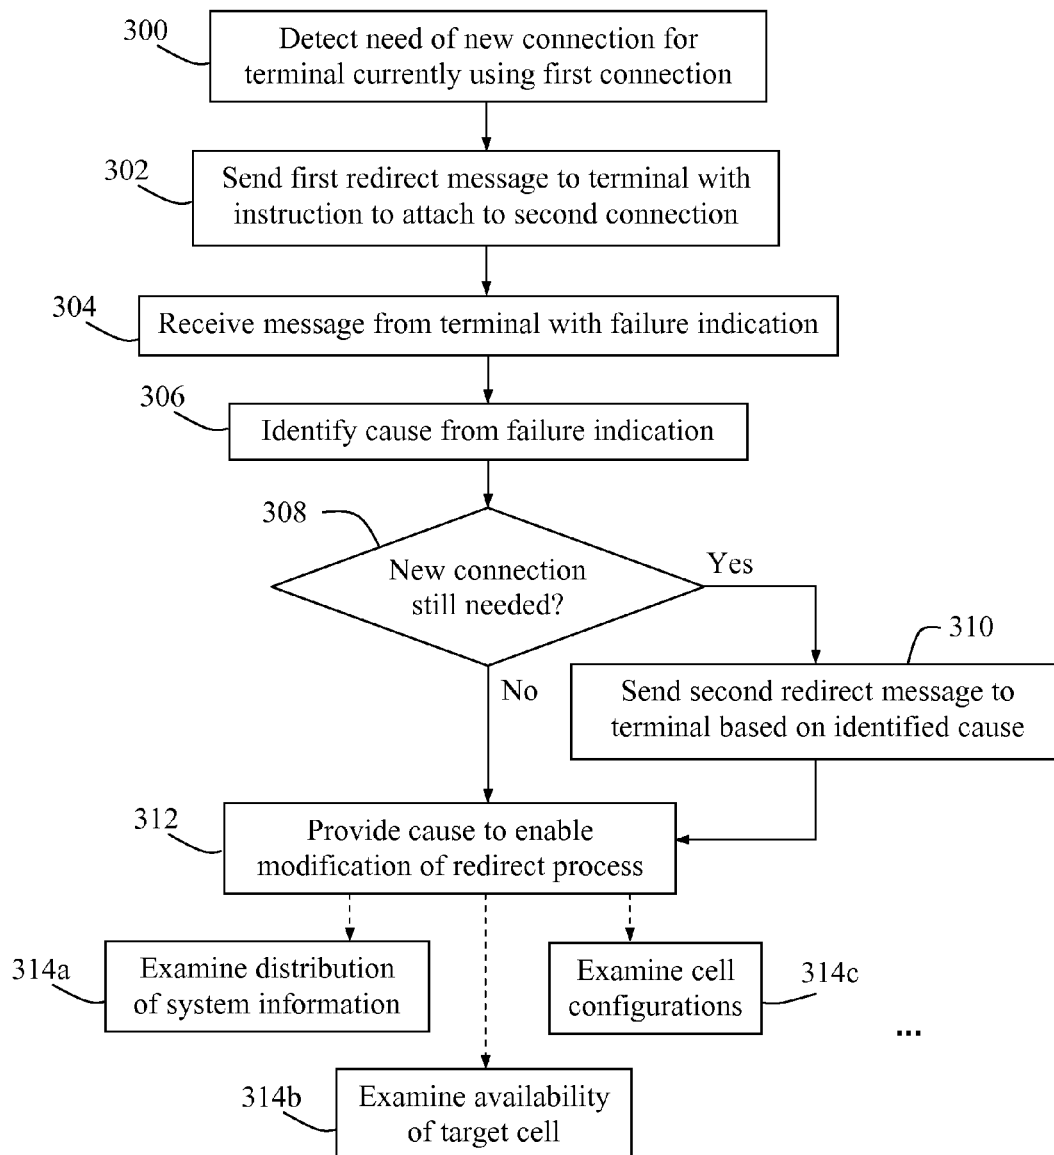 300
Detect need of new connection for
terminal currently using first connection
302
Send first redirect message to terminal with
instruction to attach to second connection
304
Receive message from terminal with failure indication
306
Identify cause from failure indication
308
New connection
still needed?
Yes
No
310
Send second redirect message to
terminal based on identified cause
312
Provide cause to enable
modification of redirect process
314a
Examine distribution
of system information
Examine cell
configurations
314c
...
314b
Examine availability
of target cell